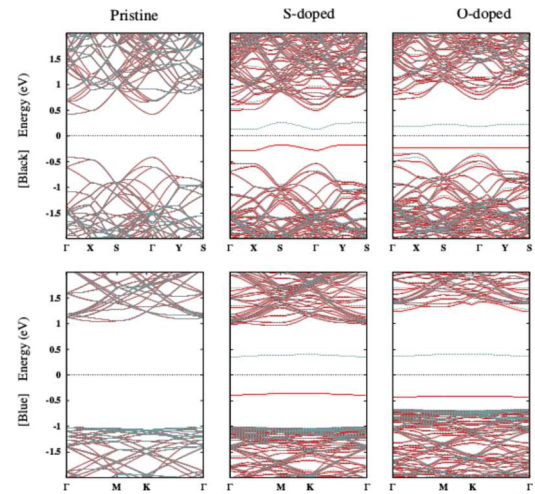 Pristine S-doped O-doped
[Black] Energy (eV)
1.5
1
0.5
0
-0.5
-1
-1.5
Γ X S Γ Y S Γ X S Γ Y S Γ X S Γ Y S
[Blue] Energy (eV)
1.5
1
0.5
0
-0.5
-1
-1.5
Γ M K Γ Γ M K Γ Γ M K Γ